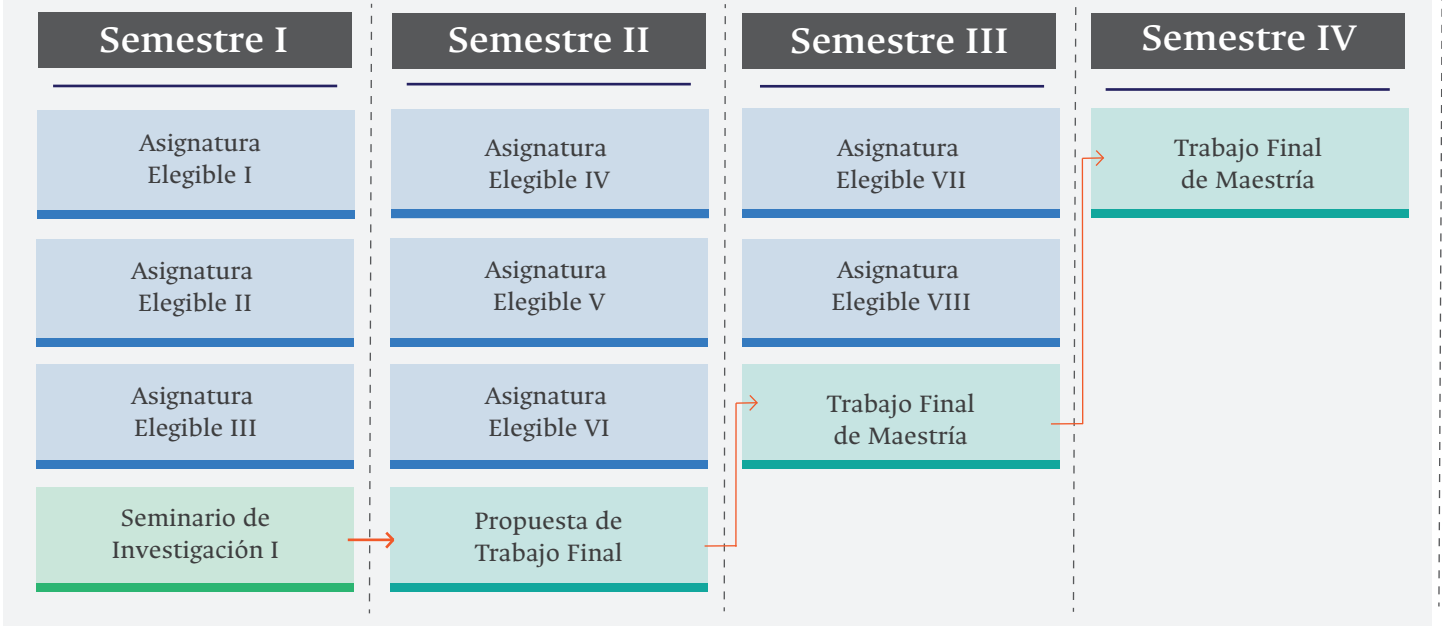 Semestre I
Asignatura
Elegible I
Asignatura
Elegible II
Asignatura
Elegible III
Seminario de
Investigación I
Semestre II
Asignatura
Elegible IV
Asignatura
Elegible V
Asignatura
Elegible VI
Propuesta de
Trabajo Final
Semestre III
Asignatura
Elegible VII
Asignatura
Elegible VIII
Trabajo Final
de Maestría
Semestre IV
Trabajo Final
de Maestría